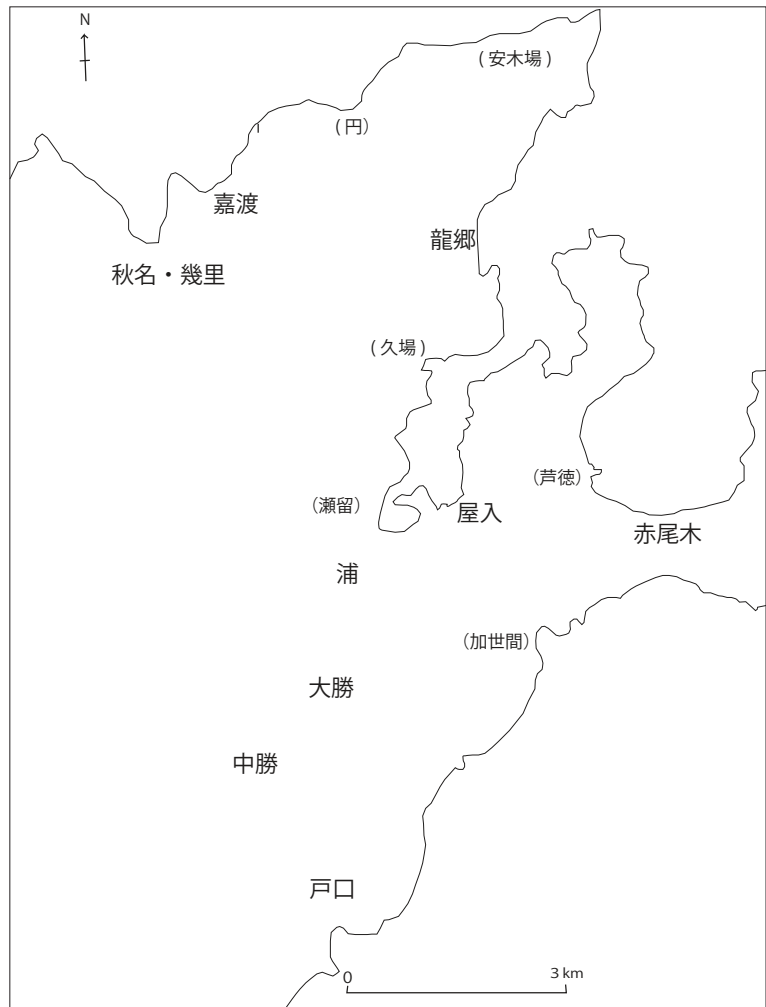 N
( 安木場 )
( 円）
嘉渡
龍郷
秋名・幾里
( 久場 )
（芦徳）
（瀬留）
屋入
赤尾木
浦
（加世間）
大勝
中勝
戸口
0
3 km